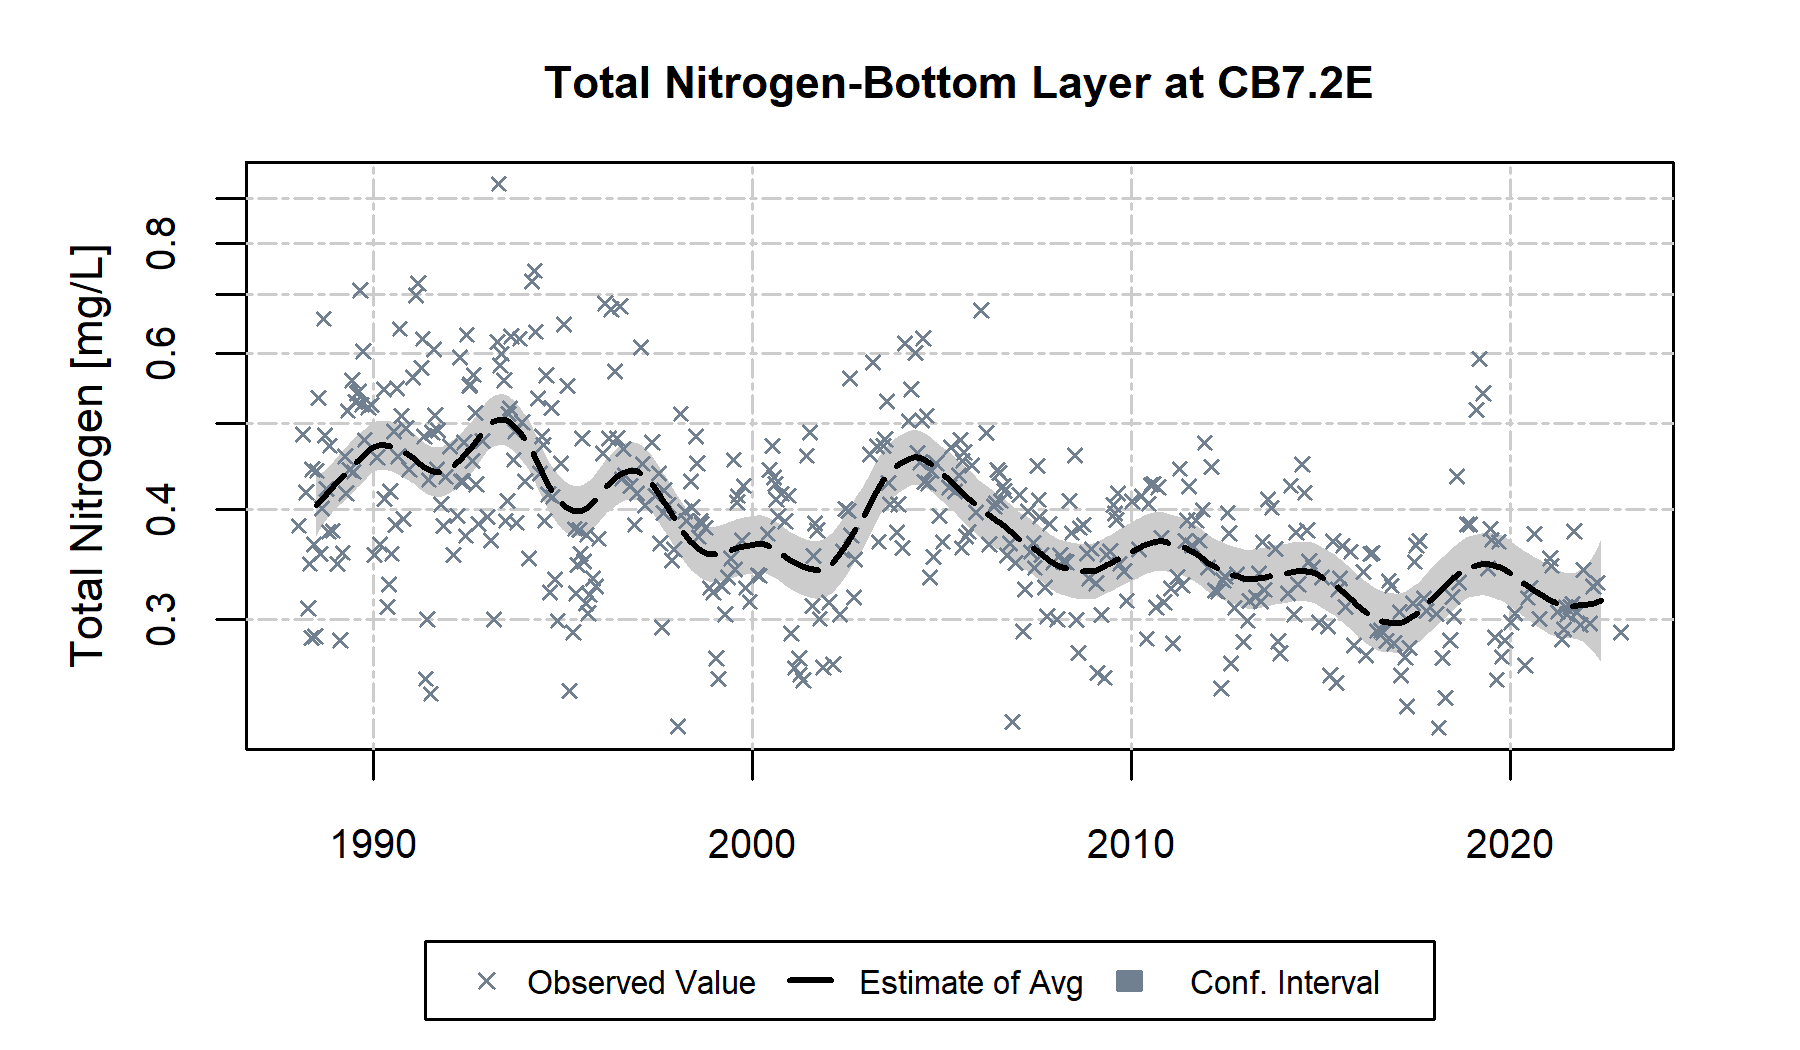 Total Nitrogen-Bottom Layer at CB7.2E
Total Nitrogen [mg/L]
0.8
0.6
0.4
0.3
1990 2000 2010 2020
Observed Value Estimate of Avg Conf. Interval